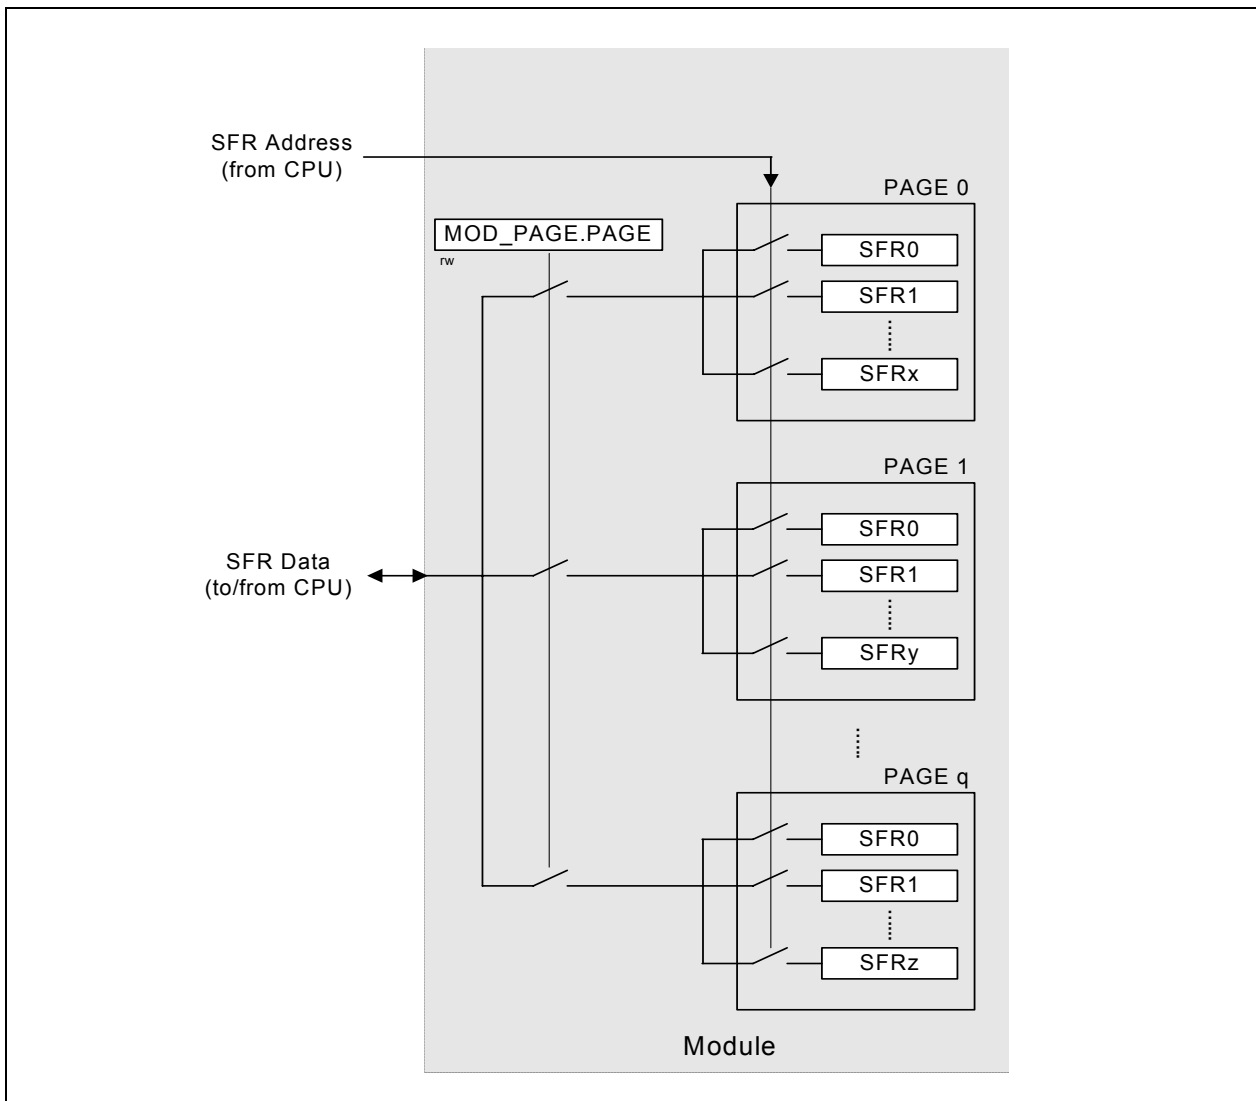 SFR Address
(from CPU)
PAGE 0
MOD_PAGE.PAGE
rw
SFR0
SFR1
SFRx
PAGE 1
SFR0
SFR1
SFRy
SFR Data
(to/from CPU)
PAGE q
SFR0
SFR1
SFRz
Module